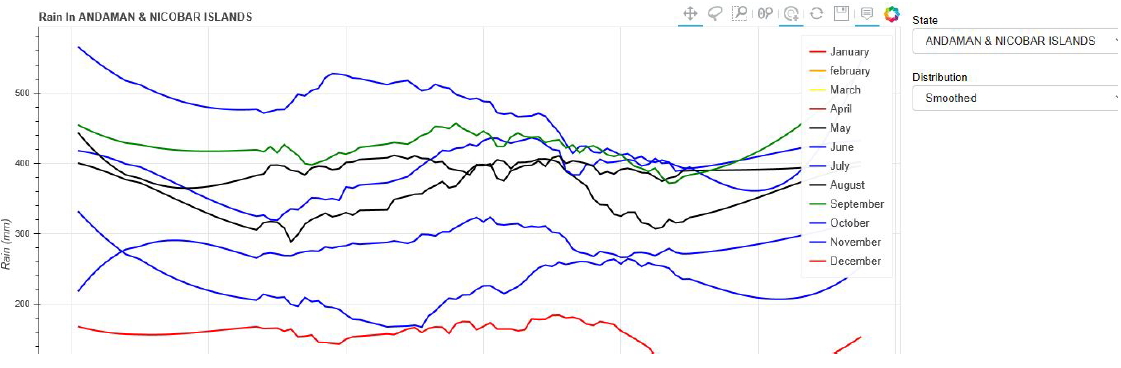 Rain In ANDAMAN & NICOBAR ISLANDS
State
ANDAMAN & NICOBAR ISLANDS
Distribution
Smoothed
January
february
March
April
May
June
July
August
September
October
November
December
500
400
300
200
Rain (mm)